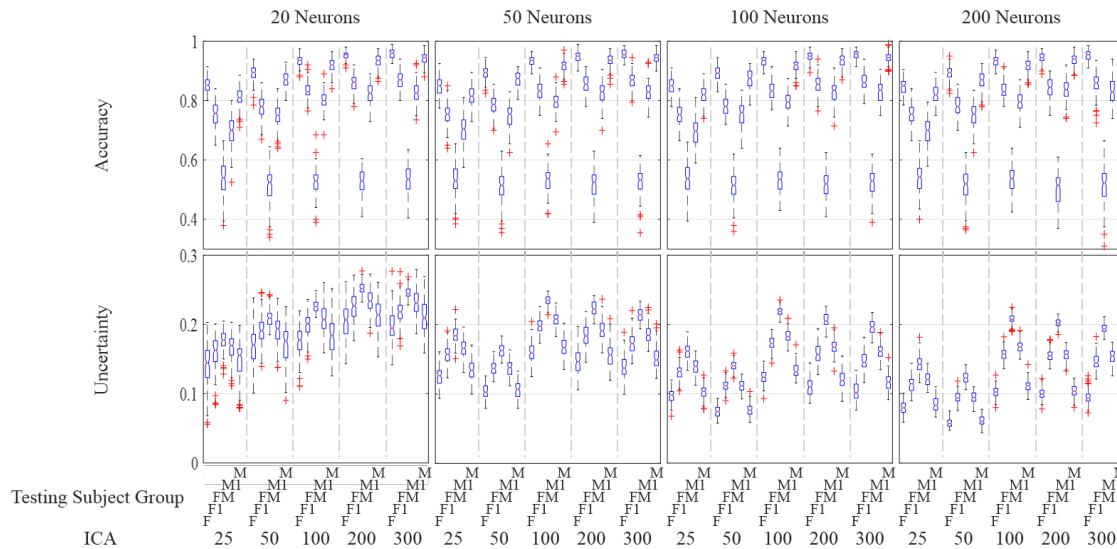 20 Neurons 50 Neurons 100 Neurons 200 Neurons
1
0.8
0.6
0.4
Accuracy
0.3
0.2
0.1
0
Uncertainty
M M M M M M M M M M M M M M M M M M M M
M1 M1 M1 M1 M1 M1 M1 M1 M1 M1 M1 M1 M1 M1 M1 M1 M1 M1 M1 M1
Testing Subject Group FM FM FM FM FM FM FM FM FM FM FM FM FM FM FM FM FM FM FM FM
F1 F1 F1 F1 F1 F1 F1 F1 F1 F1 F1 F1 F1 F1 F1 F1 F1 F1 F1 F1
F F F F F F F F F F F F F F F F F F F F
ICA 25 50 100 200 300 25 50 100 200 300 25 50 100 200 300 25 50 100 200 300